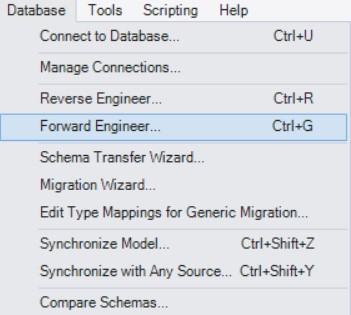 Database Tools Scripting Help
Connect to Database... Ctrl+U
Manage Connections...
Reverse Engineer... Ctrl+R
Forward Engineer... Ctrl+G
Schema Transfer Wizard...
Migration Wizard...
Edit Type Mappings for Generic Migration...
Synchronize Model... Ctrl+Shift+Z
Synchronize with Any Source... Ctrl+Shift+Y
Compare Schemas...